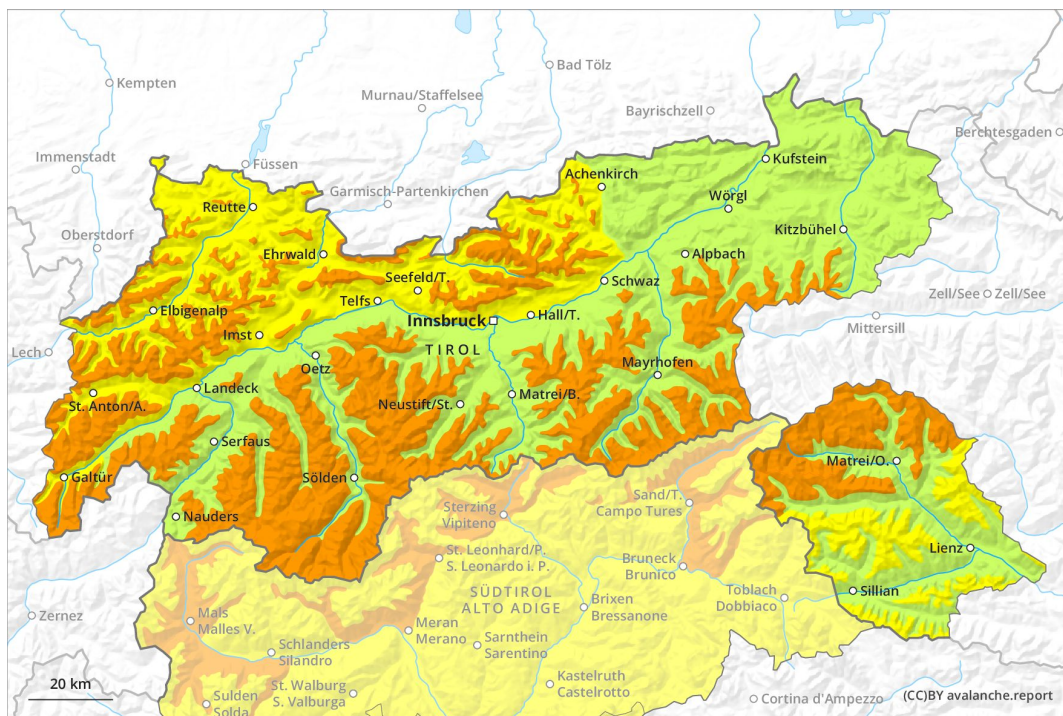 Kempten
Bad Tölz
Murnau/Staffelsee
Bayrischzell
Berchtesgaden
Immenstadt
Füssen
Kufstein
Achenkirch
Garmisch-Partenkirchen
Wörgl
Reutte
Oberstdorf
Kitzbühel
Ehrwald
Alpbach
Seefeld/T.
Schwaz
Zell/See
Zell/See
Telfs
Elbigenalp
Innsbruck
Hall/T.
Mittersill
Imst
Lech
TIROL
Oetz
Mayrhofen
Landeck
St. Anton/A.
Neustift/St.
Matrei/B.
Serfaus
Matrei/O.
Galtür
Sölden
Sand/T.
Campo Tures
Sterzing
Vipiteno
Nauders
Lienz
St. Leonhard/P.
S. Leonardo i. P.
Bruneck
Brunico
SÜDTIROL
ALTO ADIGE
Toblach
Dobbiaco
Sillian
Zernez
Mals
Malles V.
Brixen
Bressanone
Meran
Merano
Schlanders
Silandro
Sarnthein
Sarentino
Kastelruth
Castelrotto
20 km
St. Walburg
S. Valburga
Sulden
Solda
Cortina d'Ampezzo
(CC)BY avalanche.report